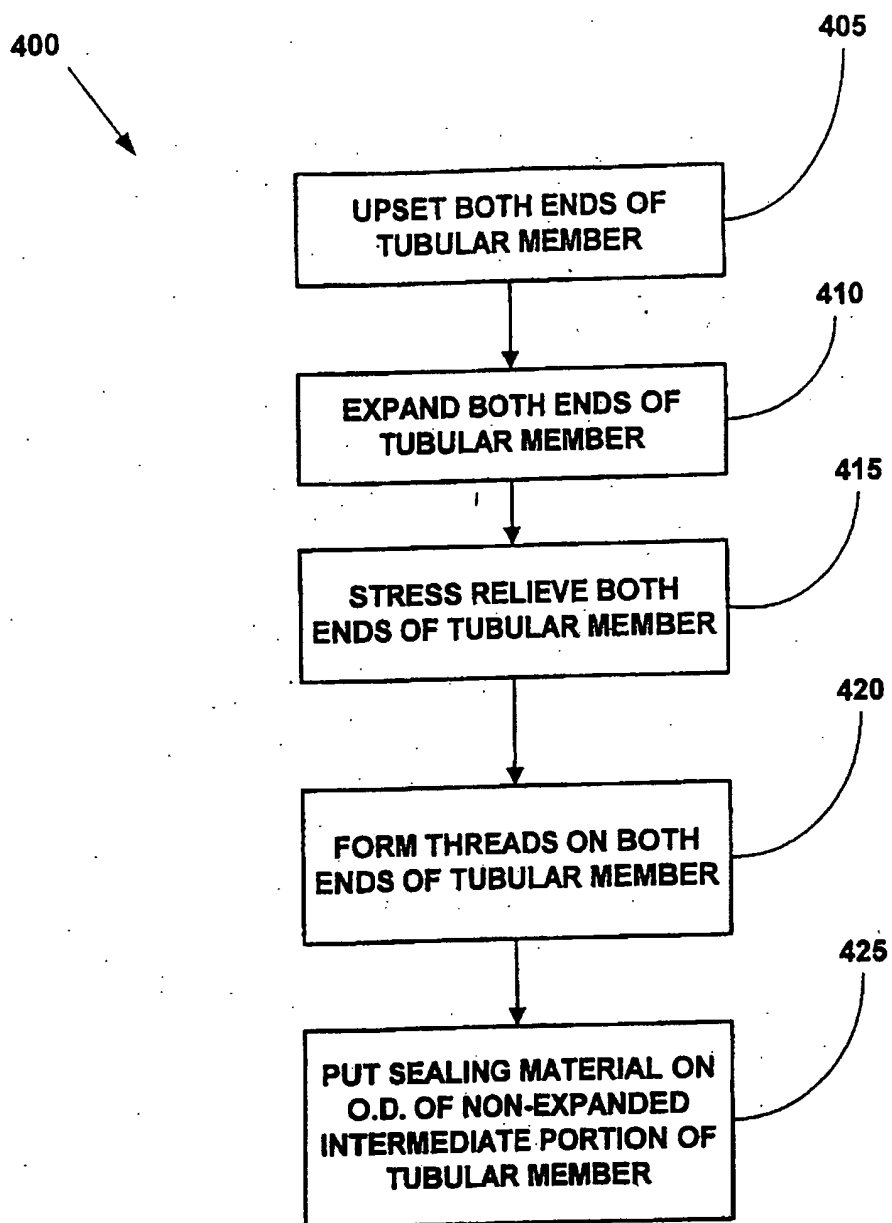 400
405
UPSET BOTH ENDS OF
TUBULAR MEMBER
410
EXPAND BOTH ENDS OF
TUBULAR MEMBER
415
STRESS RELIEVE BOTH
ENDS OF TUBULAR MEMBER
420
FORM THREADS ON BOTH
ENDS OF TUBULAR MEMBER
425
PUT SEALING MATERIAL ON
O.D. OF NON-EXPANDED
INTERMEDIATE PORTION OF
TUBULAR MEMBER